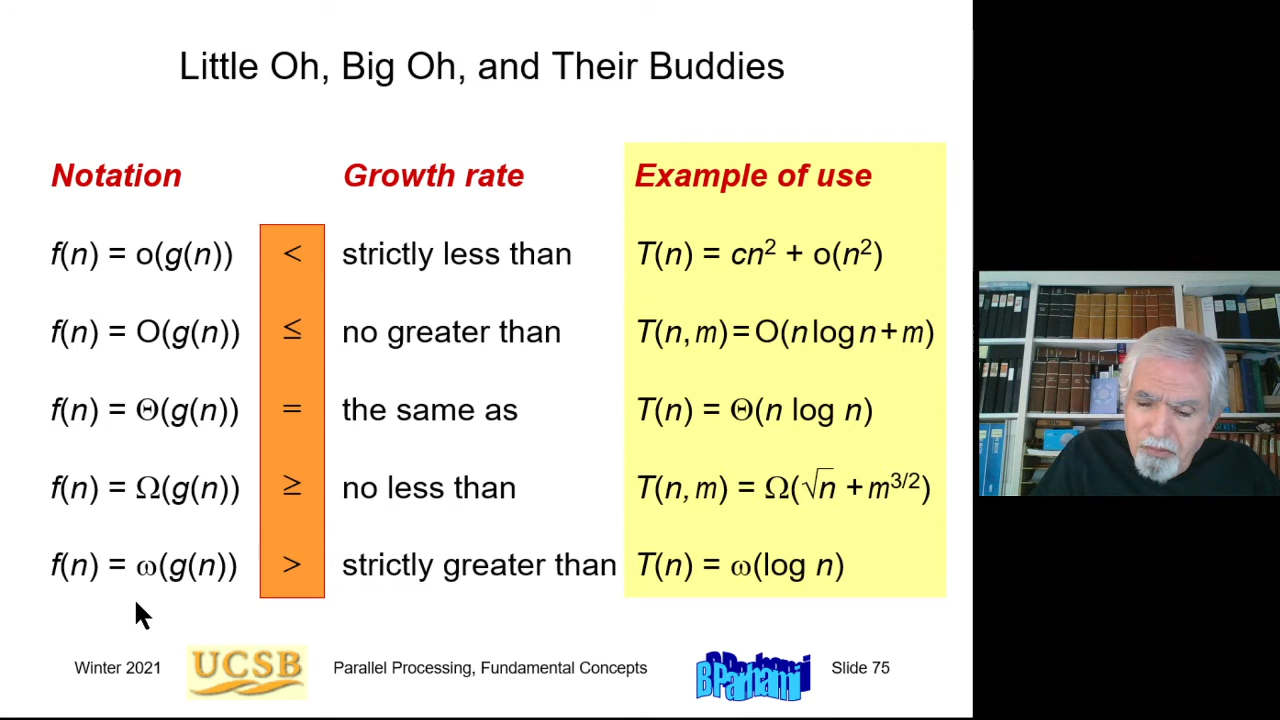 Little Oh, Big Oh, and Their Buddies
Notation Growth rate Example of use
f(n) = o(g(n)) < strictly less than T(n) = cn² + o(n²)
f(n) = O(g(n)) ≤ no greater than T(n, m) = O(n log n + m)
f(n) = Θ(g(n)) = the same as T(n) = Θ(n log n)
f(n) = Ω(g(n)) ≥ no less than T(n, m) = Ω(√n + m³ᐟ²)
f(n) = ω(g(n)) > strictly greater than T(n) = ω(log n)
Winter 2021 UCSB Parallel Processing, Fundamental Concepts BParhami Slide 75